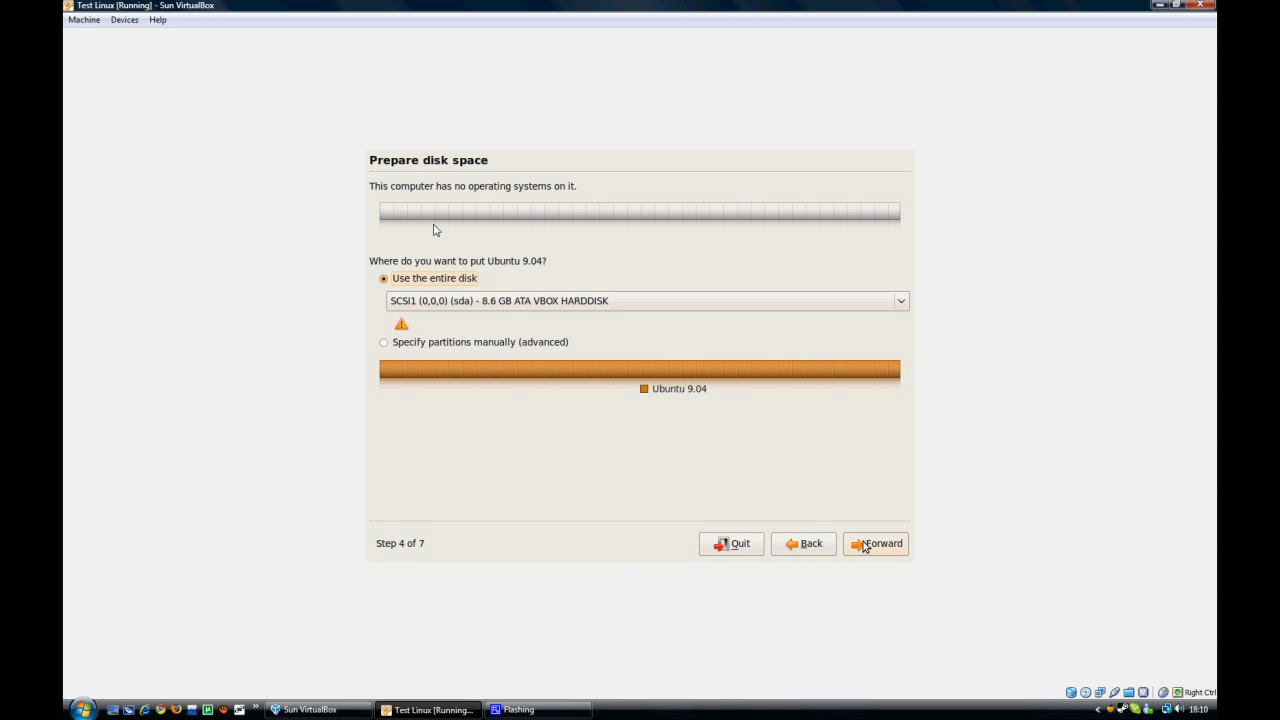 Test Linux [Running] - Sun VirtualBox
Machine Devices Help
Prepare disk space
This computer has no operating systems on it.
Where do you want to put Ubuntu 9.04?
Use the entire disk
SCSI1 (0,0,0) (sda) - 8.6 GB ATA VBOX HARDDISK
Specify partitions manually (advanced)
Ubuntu 9.04
Step 4 of 7
Quit Back Forward
Right Ctrl
Sun VirtualBox Test Linux [Running... Flashing 18:10